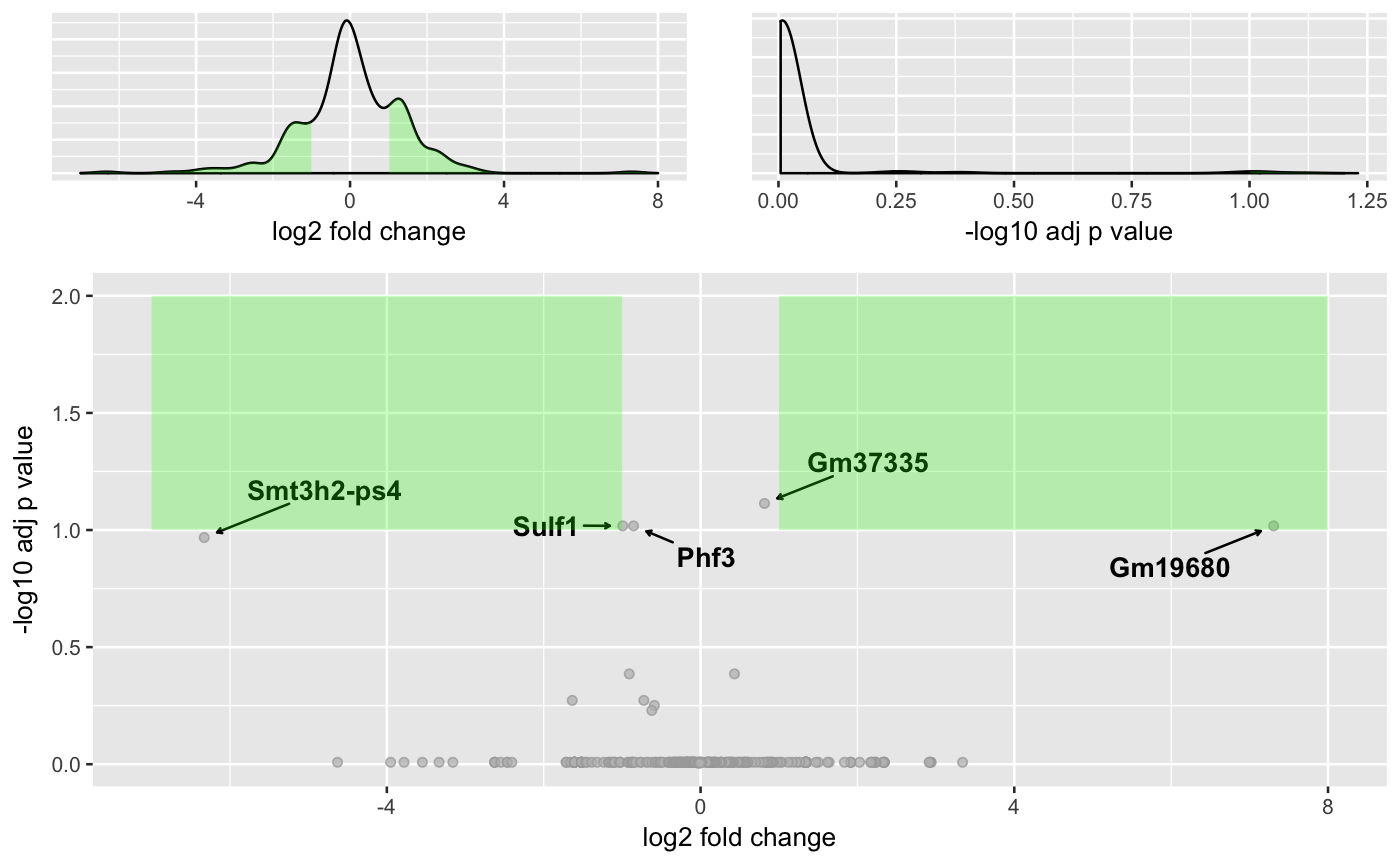 -4 0 4 8
log2 fold change
0.00 0.25 0.50 0.75 1.00 1.25
-log10 adj p value
2.0
1.5
1.0
0.5
0.0
-log10 adj p value
Gm37335
Smt3h2-ps4
Sulf1
Phf3
Gm19680
-4 0 4 8
log2 fold change